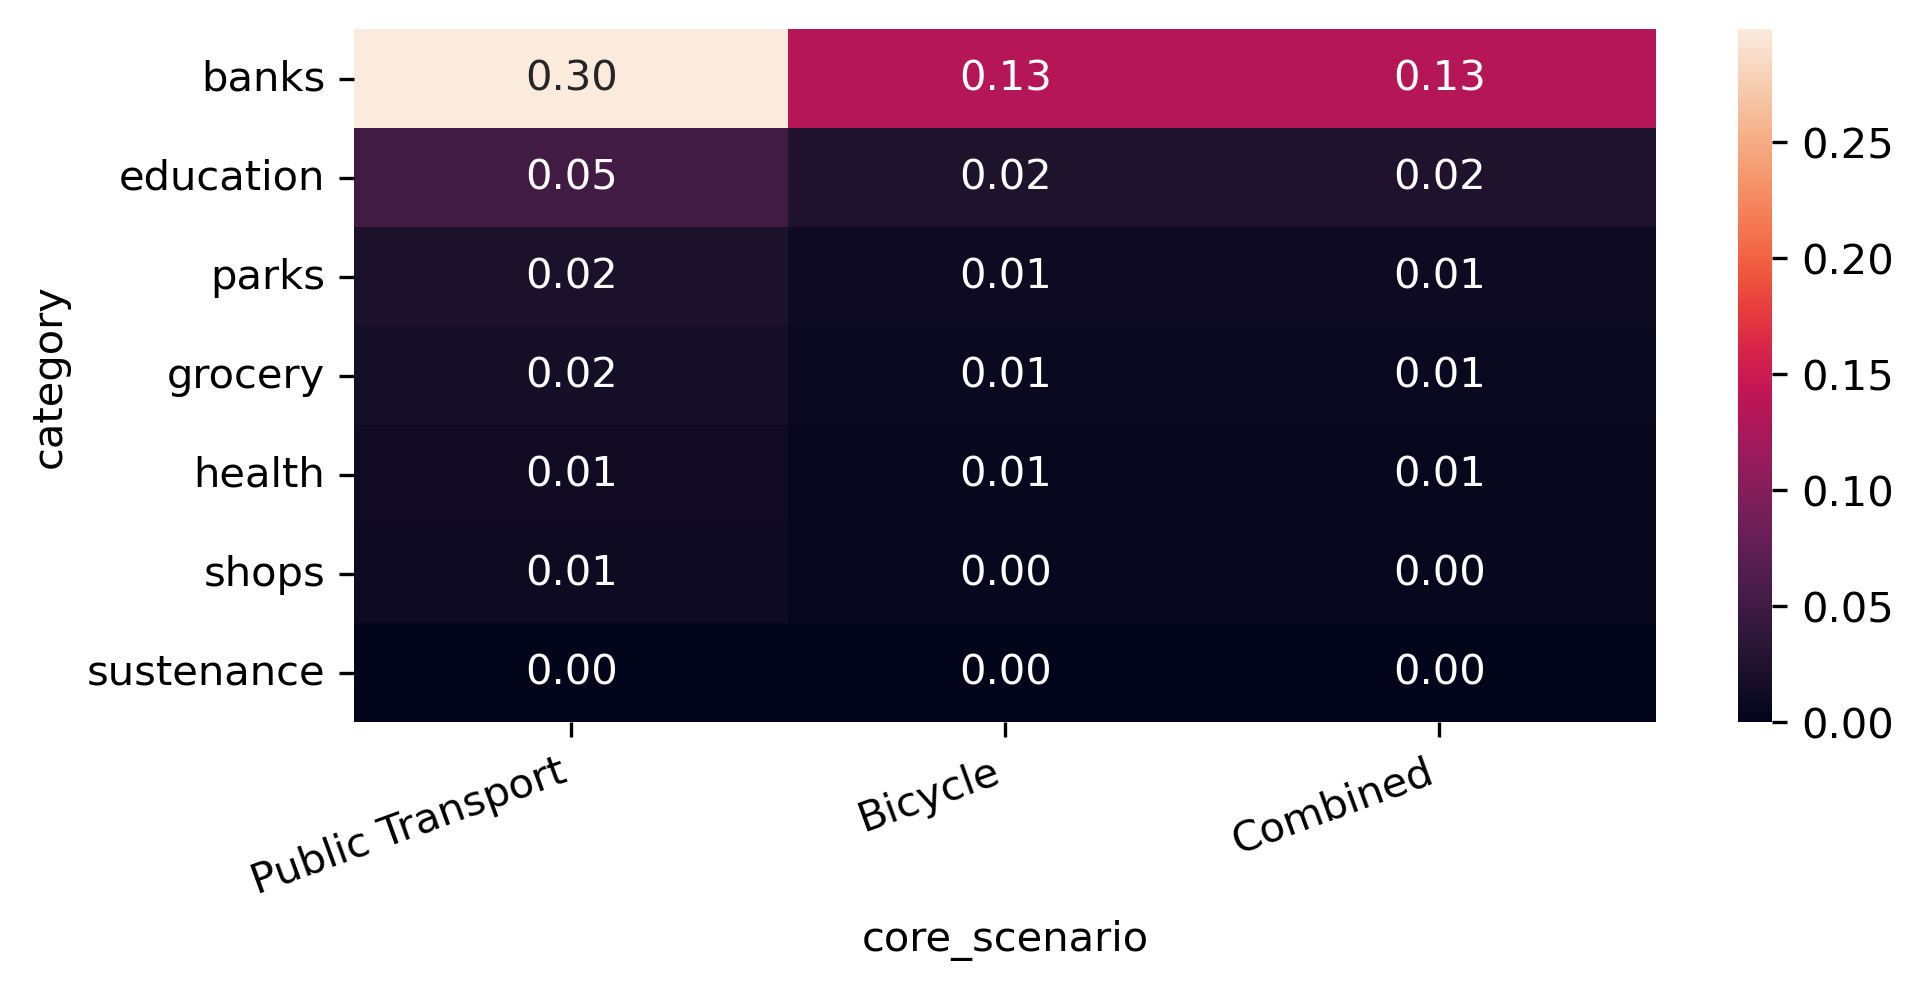 banks 0.30 0.13 0.13 
education 0.05 0.02 0.02 0.25
parks 0.02 0.01 0.01 0.20
grocery 0.02 0.01 0.01 0.15
category
health 0.01 0.01 0.01 0.10
shops 0.01 0.00 0.00 0.05
sustenance 0.00 0.00 0.00 0.00
Public Transport Bicycle Combined
core_scenario